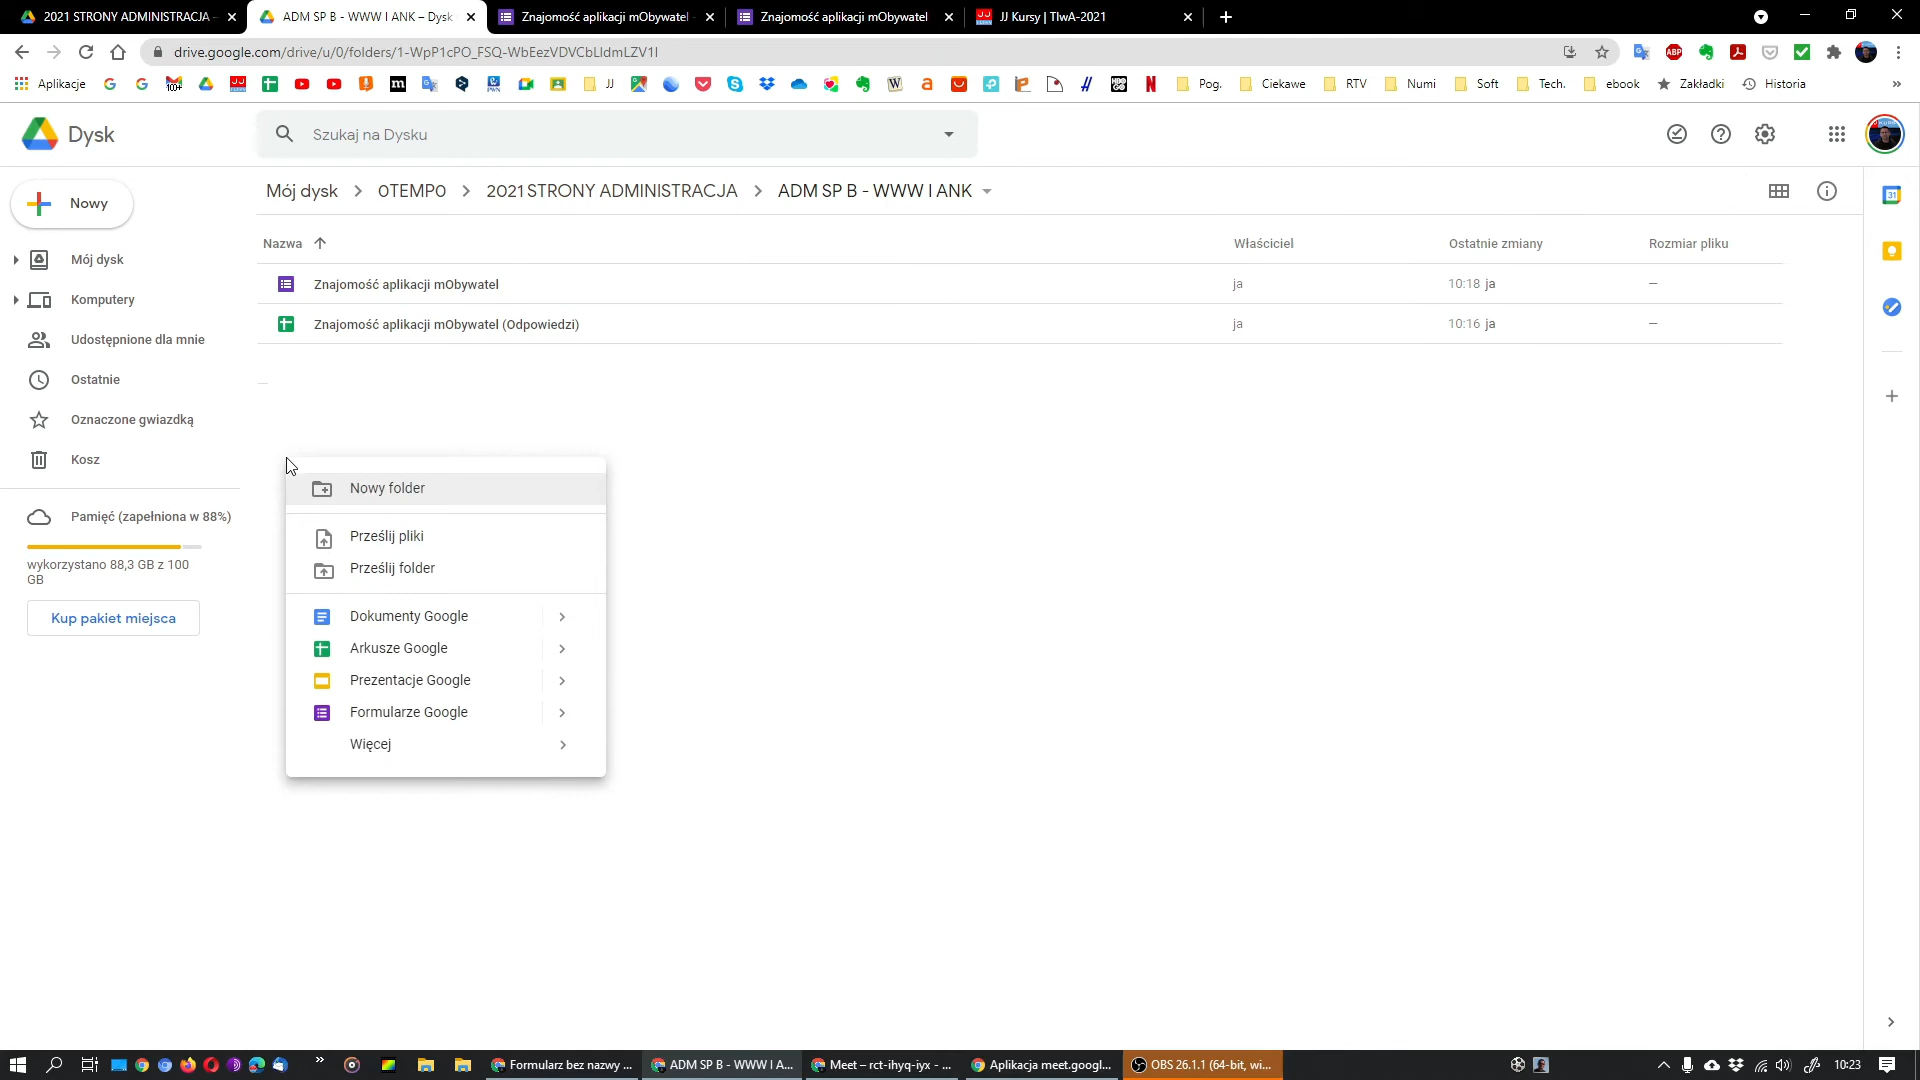 2021 STRONY ADMINISTRACJA -
ADM SP B - WWW I ANK – Dysk
Znajomość aplikacji mObywatel
Znajomość aplikacji mObywatel
JJ Kursy | TIwA-2021
drive.google.com/drive/u/0/folders/1-WpP1cPO_FSQ-WbEezVDVCbLIdmLZV1I
Aplikacje
JJ
Pog.
Ciekawe
RTV
Numi
Soft
Tech.
ebook
Zakładki
Historia
Dysk
Szukaj na Dysku
Nowy
Mój dysk
0TEMP0
2021 STRONY ADMINISTRACJA
ADM SP B - WWW I ANK
Nazwa
Właściciel
Ostatnie zmiany
Rozmiar pliku
Znajomość aplikacji mObywatel
ja
10:18 ja
–
Znajomość aplikacji mObywatel (Odpowiedzi)
ja
10:16 ja
–
Mój dysk
Komputery
Udostępnione dla mnie
Ostatnie
Oznaczone gwiazdką
Kosz
Pamięć (zapełniona w 88%)
wykorzystano 88,3 GB z 100
GB
Kup pakiet miejsca
Nowy folder
Prześlij pliki
Prześlij folder
Dokumenty Google
Arkusze Google
Prezentacje Google
Formularze Google
Więcej
Formularz bez nazwy ...
ADM SP B - WWW I A...
Meet – rct-ihyq-iyx - ...
Aplikacja meet.googl...
OBS 26.1.1 (64-bit, wi...
10:23